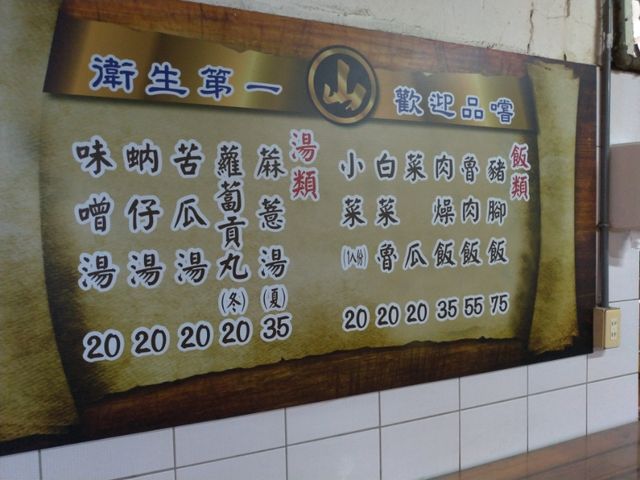 衛生第一
山
歡迎品嚐
飯類
豬腳飯 75
魯肉飯 55
肉燥飯 35
菜瓜 20
白菜魯 20
小菜(1人份) 20
湯類
蔴薏湯(夏) 35
蘿蔔貢丸(冬) 20
苦瓜湯 20
蚋仔湯 20
味噌湯 20